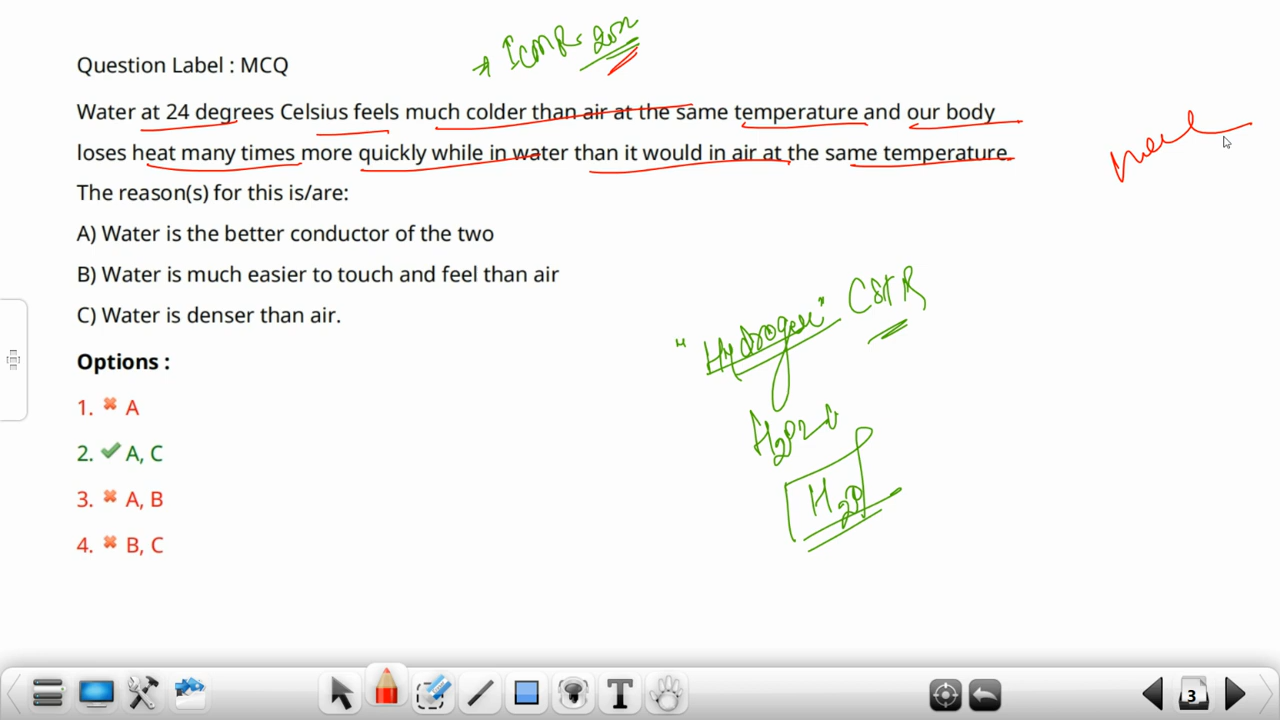 Question Label : MCQ
Water at 24 degrees Celsius feels much colder than air at the same temperature and our body
loses heat many times more quickly while in water than it would in air at the same temperature.
The reason(s) for this is/are:
A) Water is the better conductor of the two
B) Water is much easier to touch and feel than air
C) Water is denser than air.
Options :
1. A
2. A, C
3. A, B
4. B, C
ICMR
"Hydrogen" CSIR
H2O
3